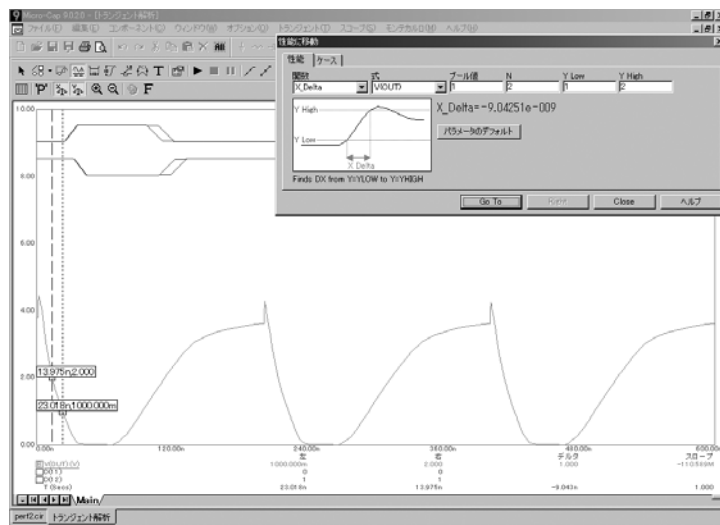 Micro-Cap 9.0.2.0 - [トランジェント解析]
ファイル(F) 編集(E) コンポーネント(C) ウィンドウ(W) オプション(O) トランジェント(T) スコープ(S) モンテカルロ(M) ヘルプ(H)
性能に移動
性能 ケース
関数 式 ブール値 N Y Low Y High
X_Delta V(OUT) 1 2 1 2
Y High
Y Low
X Delta
X_Delta=-9.04251e-009
パラメータのデフォルト
Finds DX from Y=YLOW to Y=YHIGH
Go To Right Close ヘルプ
10.00
8.00
6.00
4.00
2.00
0.00
13.975n,2.000
23.018n,1000.000m
0.00n 120.00n 240.00n 360.00n 480.00n 600.00n
左 右 デルタ スロープ
V(OUT) (V) 1000.000m 2.000 1.000
D(1) 0 0
D(2) 1 1
T (Secs) 23.018n 13.975n -9.043n 1.000
Main
perf2.cir トランジェント解析